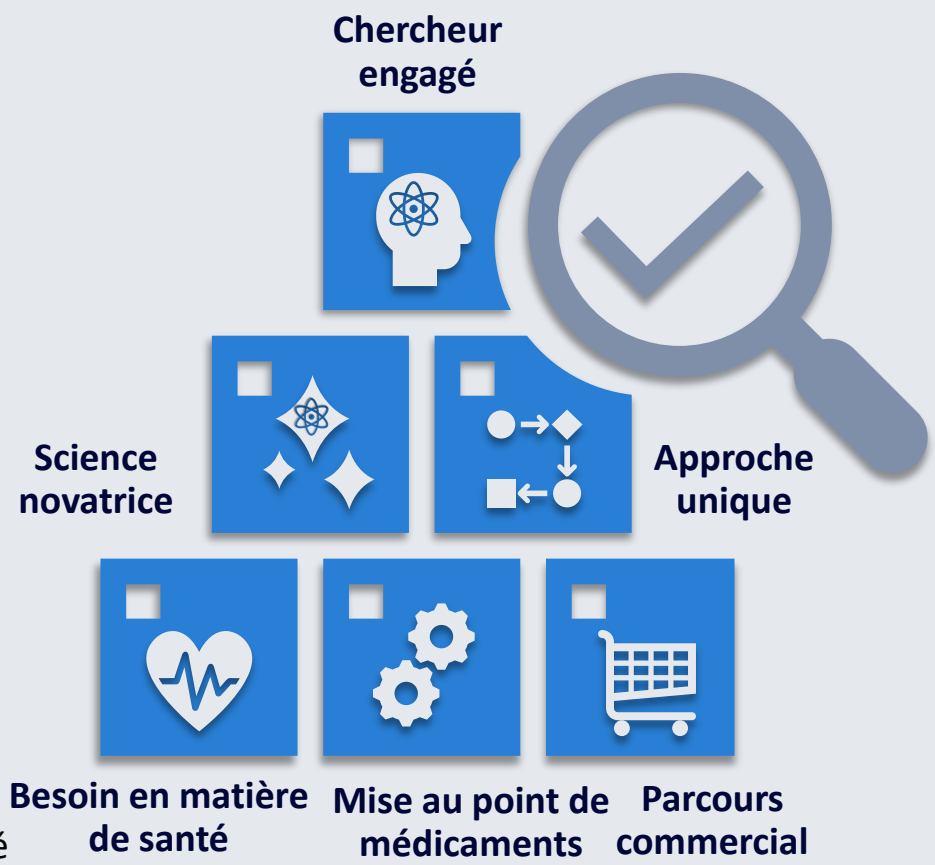 Chercheur
engagé
Science
novatrice
Approche
unique
Besoin en matière
de santé
Mise au point de
médicaments
Parcours
commercial
é